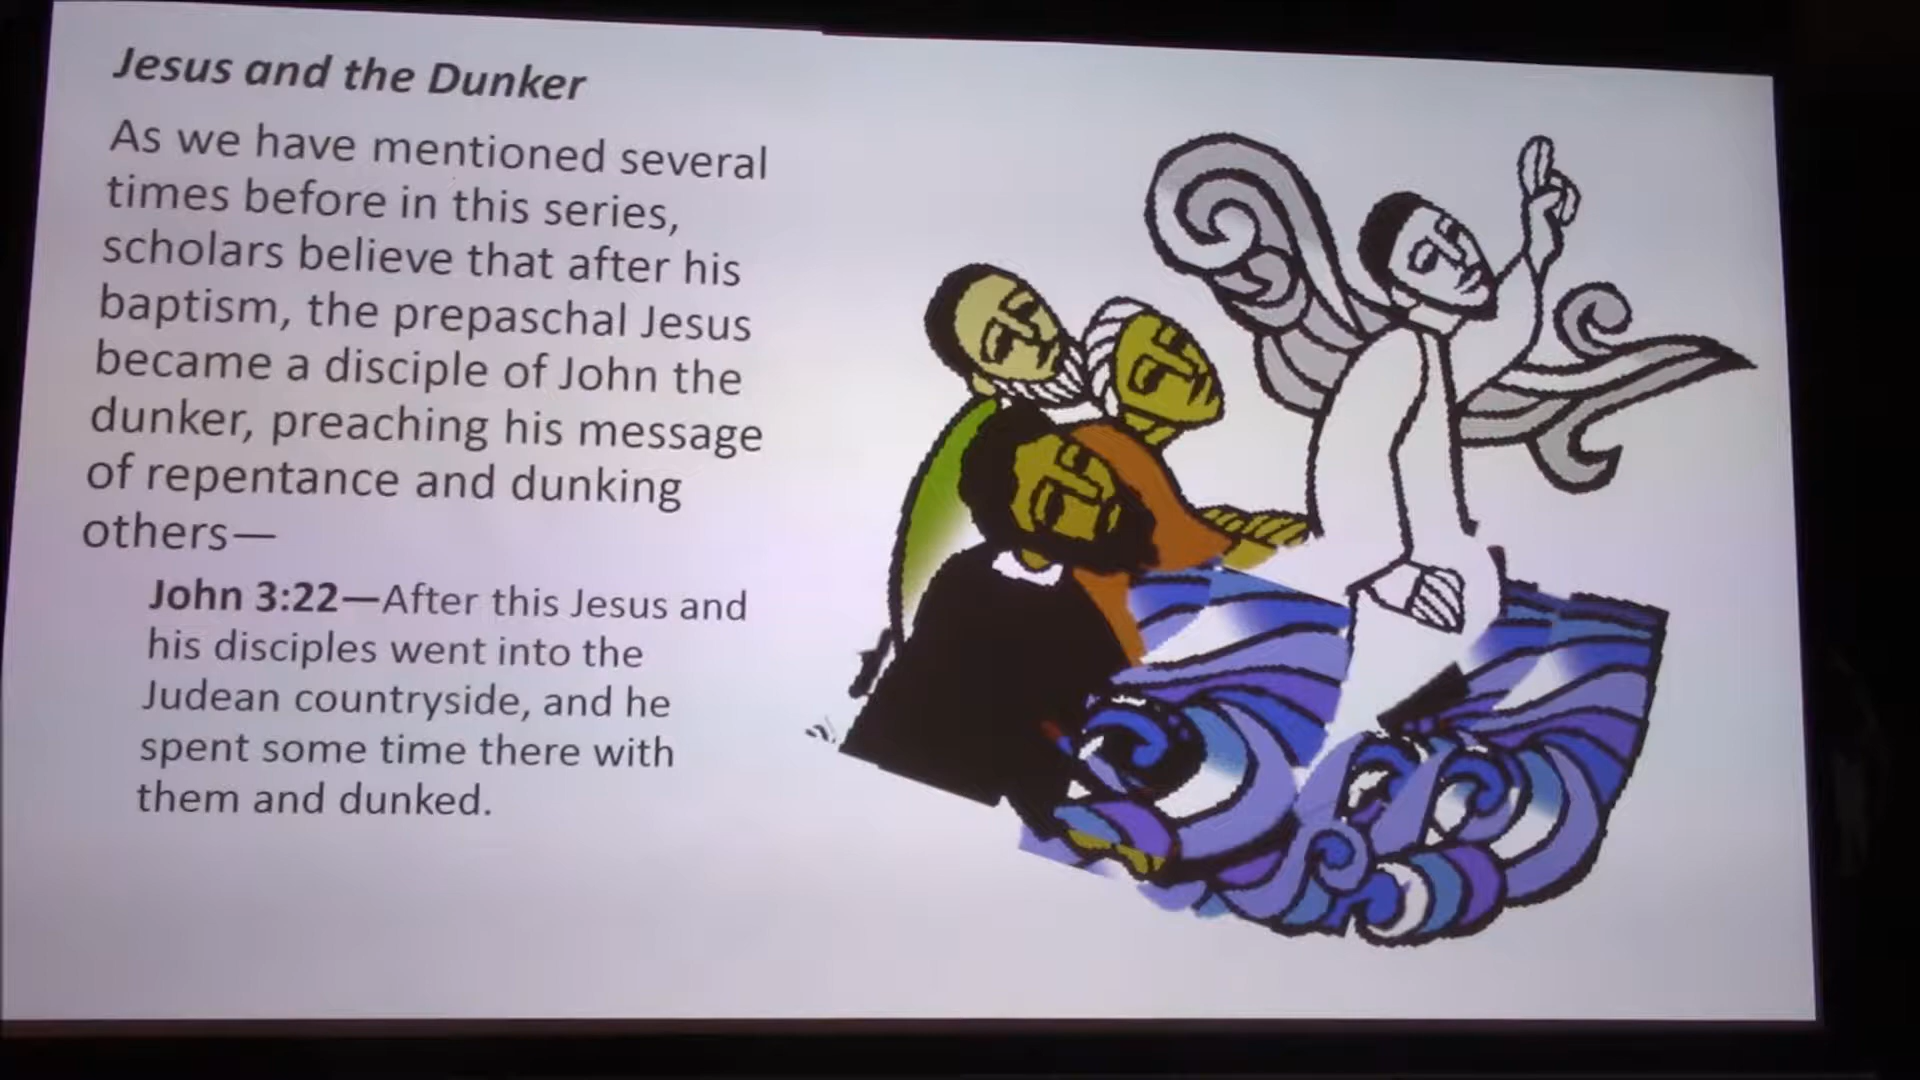 Jesus and the Dunker
As we have mentioned several
times before in this series,
scholars believe that after his
baptism, the prepaschal Jesus
became a disciple of John the
dunker, preaching his message
of repentance and dunking
others—
John 3:22—After this Jesus and
his disciples went into the
Judean countryside, and he
spent some time there with
them and dunked.